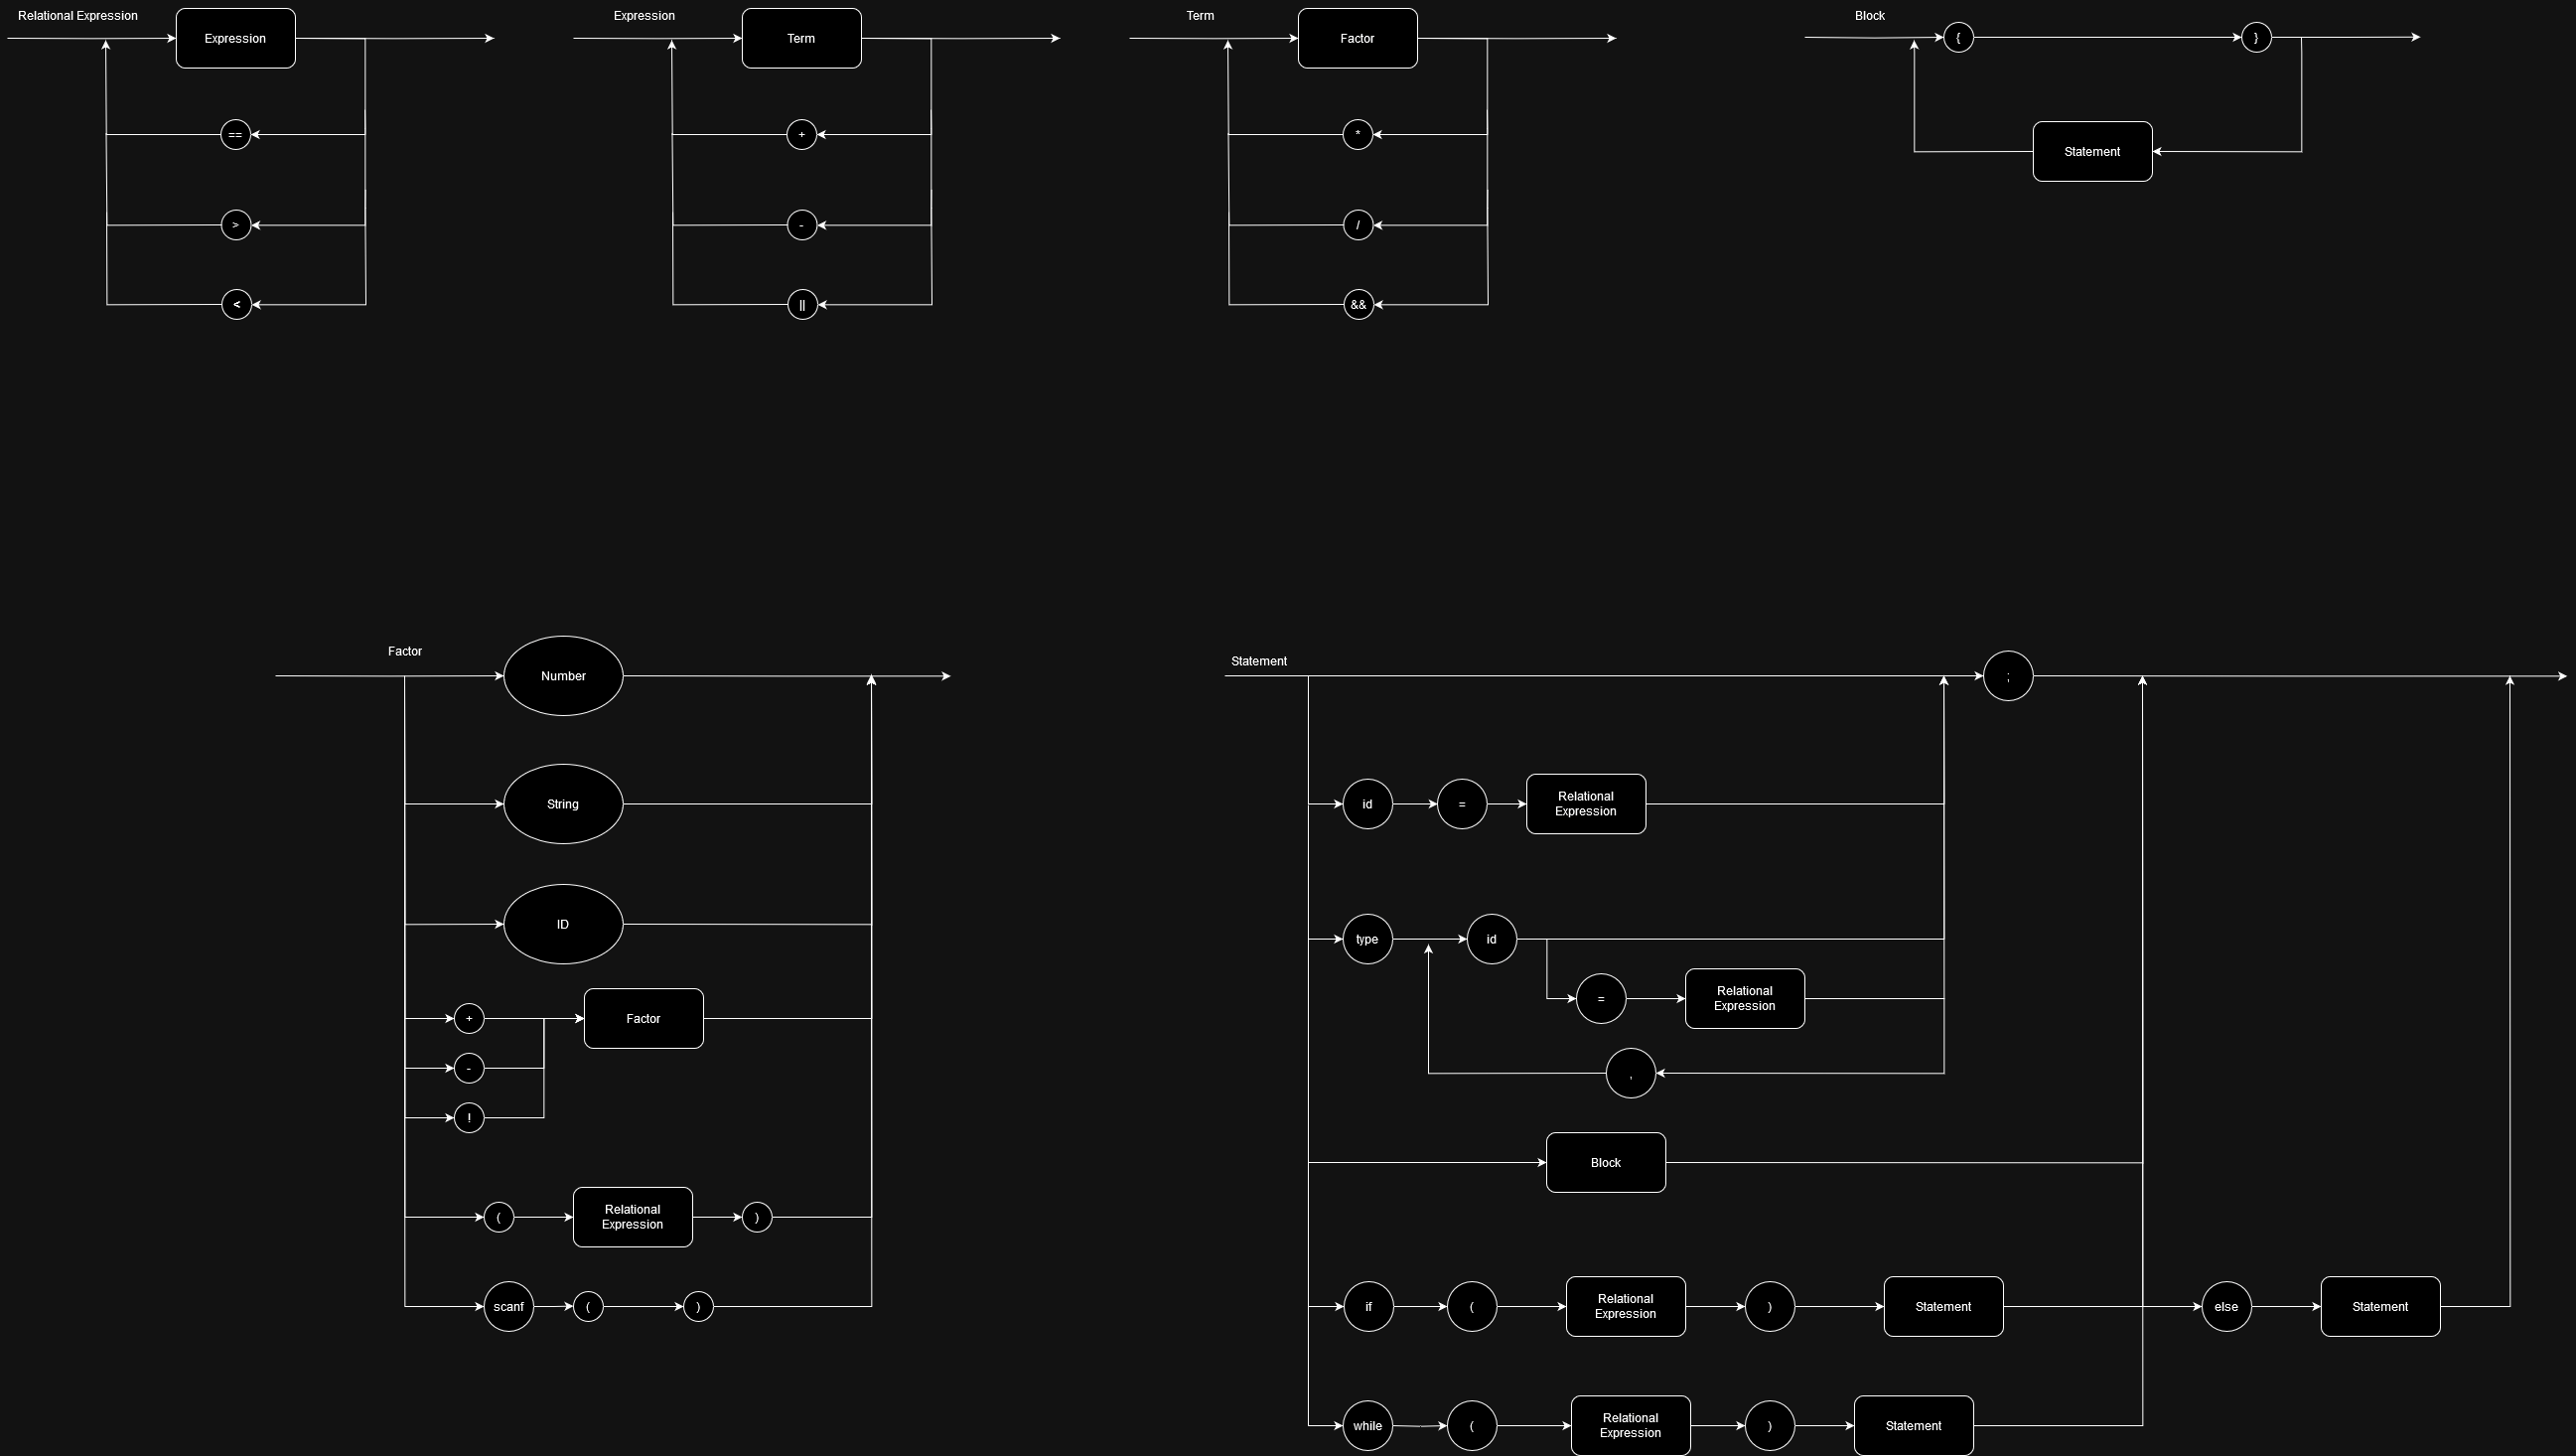 Relational Expression
Expression
==
>
<
Expression
Term
+
-
||
Term
Factor
*
/
&&
Block
{
}
Statement
Factor
Number
String
ID
+
Factor
-
!
(
Relational
Expression
)
scanf
(
)
Statement
;
id
=
Relational
Expression
type
id
=
Relational
Expression
,
Block
if
(
Relational
Expression
)
Statement
else
Statement
while
(
Relational
Expression
)
Statement